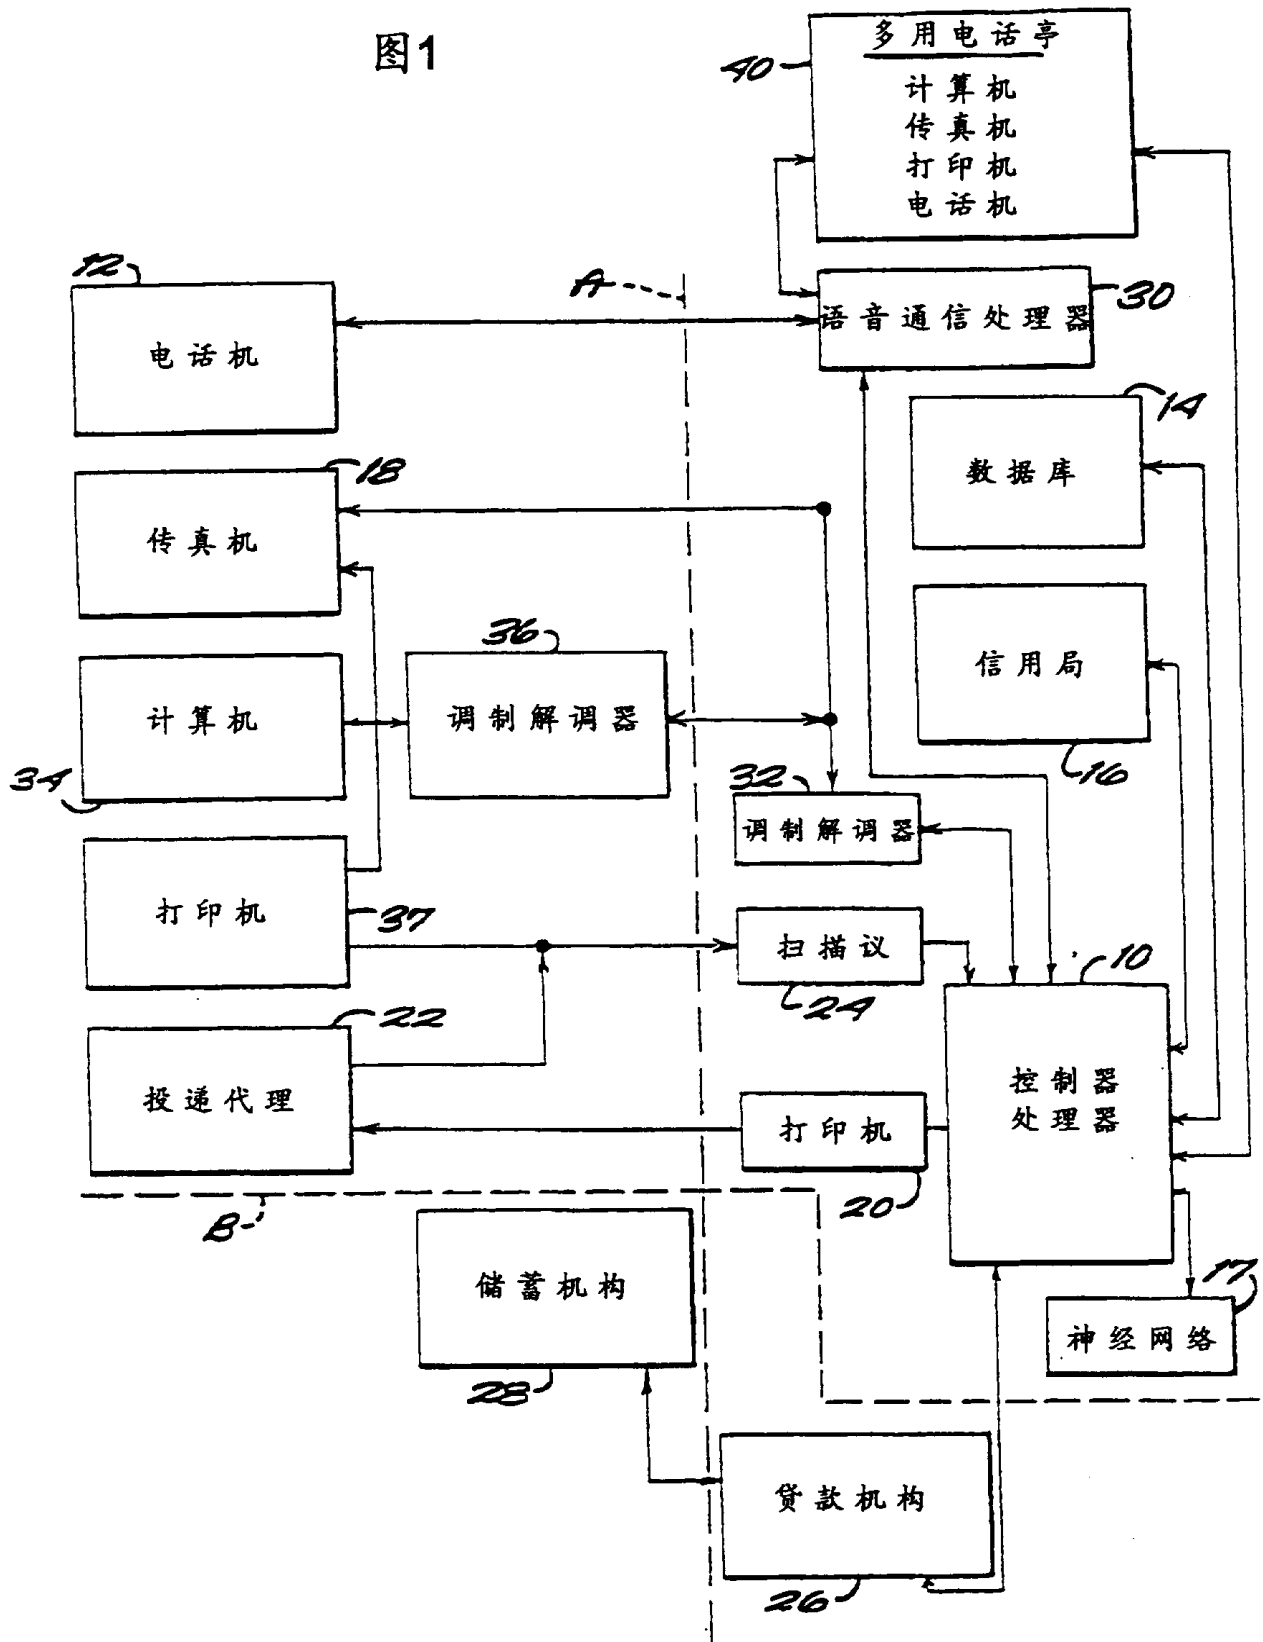 图1
40
多用电话亭
计算机
传真机
打印机
电话机
12
电话机
A
语音通信处理器
30
14
数据库
18
传真机
信用局
16
36
计算机
34
调制解调器
32
调制解调器
打印机
37
扫描议
24
10
控制器
处理器
22
投递代理
打印机
20
B
储蓄机构
28
17
神经网络
贷款机构
26